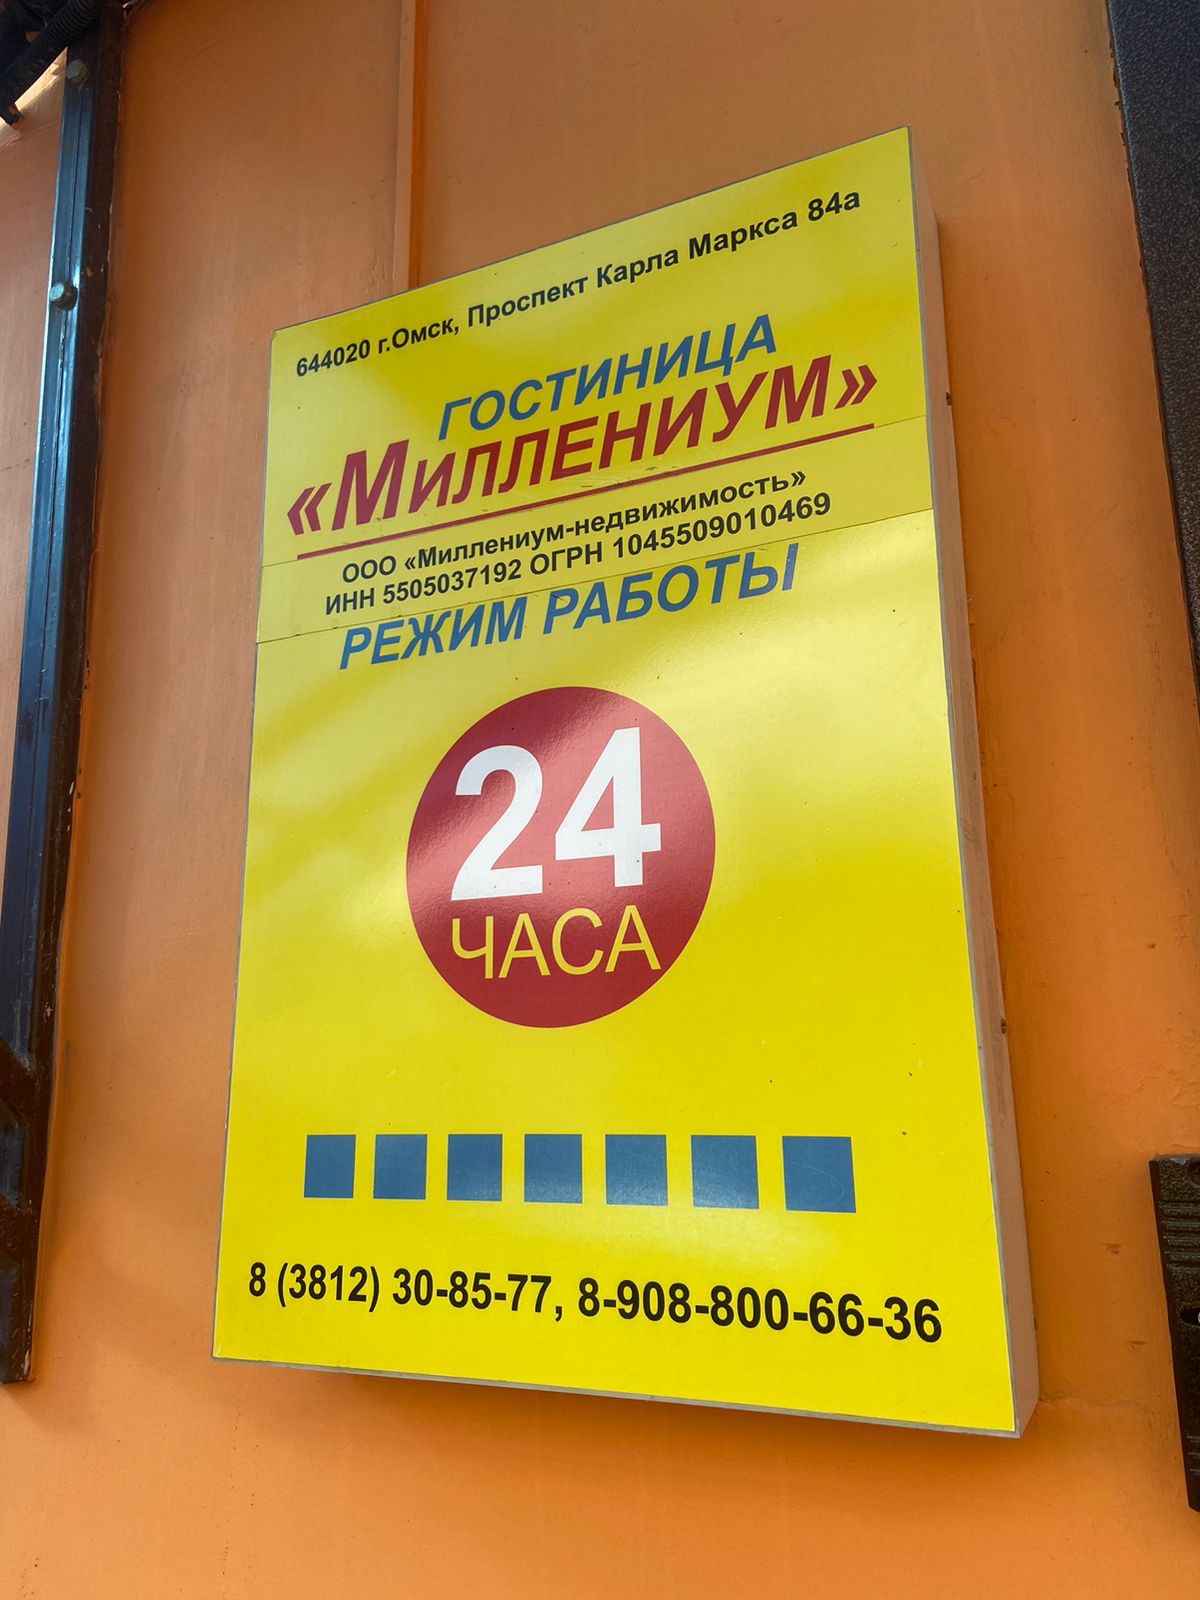 644020 г.Омск, Проспект Карла Маркса 84а
ГОСТИНИЦА
«МИЛЛЕНИУМ»
ООО «Миллениум-недвижимость»
ИНН 5505037192 ОГРН 1045509010469
РЕЖИМ РАБОТЫ
24
ЧАСА
8 (3812) 30-85-77, 8-908-800-66-36